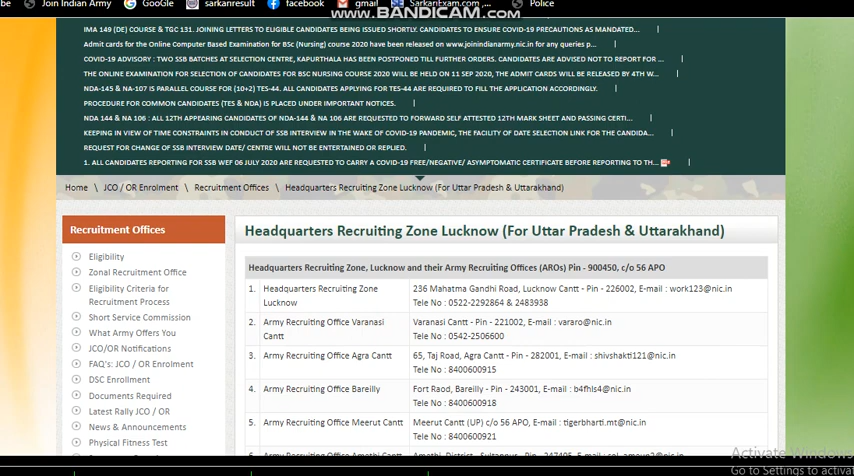 be Join Indian Army GooGle sarkariresult facebook gmail SarkariExam.com Police
www.BANDICAM.com
IMA 149 (DE) COURSE & TGC 131. JOINING LETTERS TO ELIGIBLE CANDIDATES BEING ISSUED SHORTLY. CANDIDATES TO ENSURE COVID-19 PRECAUTIONS AS MANDATED... |
Admit cards for the Online Computer Based Examination for BSc (Nursing) course 2020 have been released on www.joinindianarmy.nic.in for any queries p... |
COVID-19 ADVISORY : TWO SSB BATCHES AT SELECTION CENTRE, KAPURTHALA HAS BEEN POSTPONED TILL FURTHER ORDERS. CANDIDATES ARE ADVISED NOT TO REPORT FOR ... |
THE ONLINE EXAMINATION FOR SELECTION OF CANDIDATES FOR BSC NURSING COURSE 2020 WILL BE HELD ON 11 SEP 2020, THE ADMIT CARDS WILL BE RELEASED BY 4TH W... |
NDA-145 & NA-107 IS PARALLEL COURSE FOR (10+2) TES-44. ALL CANDIDATES APPLYING FOR TES-44 ARE REQUIRED TO FILL THE APPLICATION ACCORDINGLY. |
PROCEDURE FOR COMMON CANDIDATES (TES & NDA) IS PLACED UNDER IMPORTANT NOTICES. |
NDA 144 & NA 106 : ALL 12TH APPEARING CANDIDATES OF NDA-144 & NA 106 ARE REQUESTED TO FORWARD SELF ATTESTED 12TH MARK SHEET AND PASSING CERTI... |
KEEPING IN VIEW OF TIME CONSTRAINTS IN CONDUCT OF SSB INTERVIEW IN THE WAKE OF COVID-19 PANDEMIC, THE FACILITY OF DATE SELECTION LINK FOR THE CANDIDA... |
REQUEST FOR CHANGE OF SSB INTERVIEW DATE/ CENTRE WILL NOT BE ENTERTAINED OR REPLIED. |
1. ALL CANDIDATES REPORTING FOR SSB WEF 06 JULY 2020 ARE REQUESTED TO CARRY A COVID-19 FREE/NEGATIVE/ ASYMPTOMATIC CERTIFICATE BEFORE REPORTING TO TH... |
Home \ JCO / OR Enrolment \ Recruitment Offices \ Headquarters Recruiting Zone Lucknow (For Uttar Pradesh & Uttarakhand)
Recruitment Offices
Eligibility
Zonal Recruitment Office
Eligibility Criteria for
Recruitment Process
Short Service Commission
What Army Offers You
JCO/OR Notifications
FAQ's: JCO / OR Enrolment
DSC Enrollment
Documents Required
Latest Rally JCO / OR
News & Announcements
Physical Fitness Test
Headquarters Recruiting Zone Lucknow (For Uttar Pradesh & Uttarakhand)
Headquarters Recruiting Zone, Lucknow and their Army Recruiting Offices (AROs) Pin - 900450, c/o 56 APO
1. Headquarters Recruiting Zone 236 Mahatma Gandhi Road, Lucknow Cantt - Pin - 226002, E-mail : work123@nic.in
Lucknow Tele No : 0522-2292864 & 2483938
2. Army Recruiting Office Varanasi Varanasi Cantt - Pin - 221002, E-mail : vararo@nic.in
Cantt Tele No : 0542-2506600
3. Army Recruiting Office Agra Cantt 65, Taj Road, Agra Cantt - Pin - 282001, E-mail : shivshakti121@nic.in
Tele No : 8400600915
4. Army Recruiting Office Bareilly Fort Raod, Bareilly - Pin - 243001, E-mail : b4fhls4@nic.in
Tele No : 8400600918
5. Army Recruiting Office Meerut Cantt Meerut Cantt (UP) c/o 56 APO, E-mail : tigerbharti.mt@nic.in
Tele No : 8400600921
Activate Windows
Go to Settings to activat